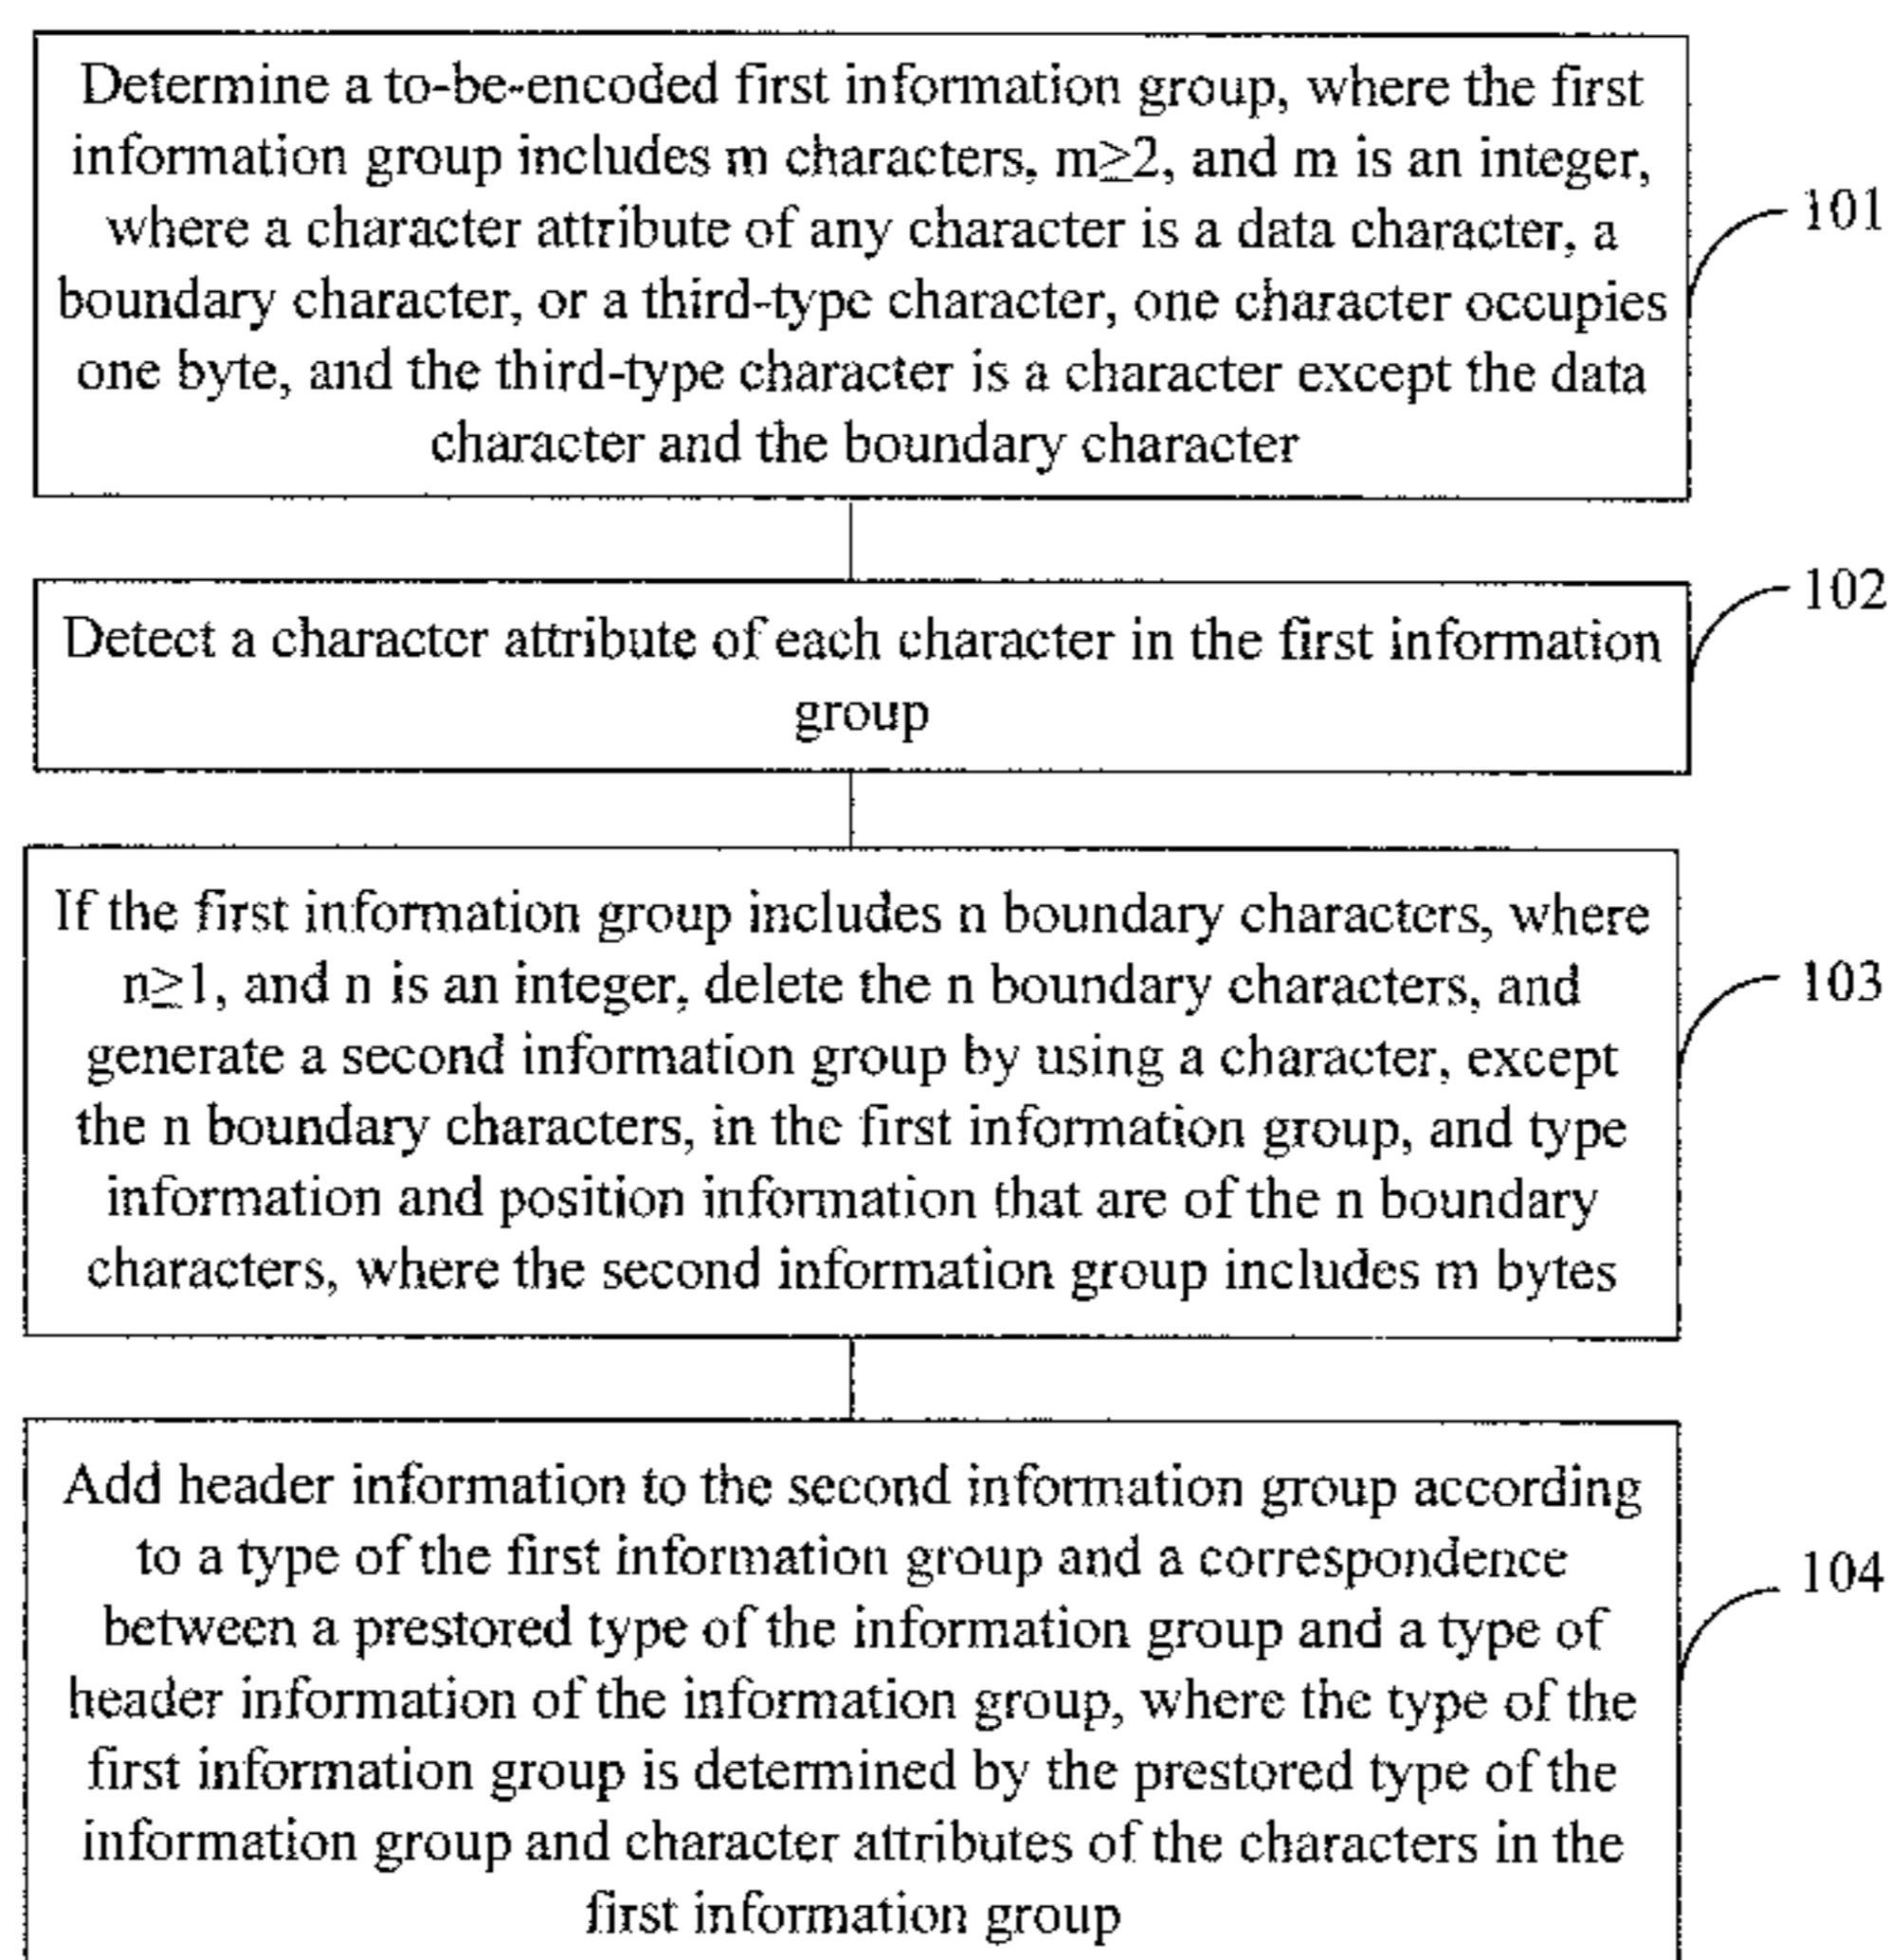 Determine a to-be-encoded first information group, where the first
information group includes m characters, m≥2, and m is an integer,
where a character attribute of any character is a data character, a
boundary character, or a third-type character, one character occupies
one byte, and the third-type character is a character except the data
character and the boundary character
101
Detect a character attribute of each character in the first information
group
102
If the first information group includes n boundary characters, where
n≥1, and n is an integer, delete the n boundary characters, and
generate a second information group by using a character, except
the n boundary characters, in the first information group, and type
information and position information that are of the n boundary
characters, where the second information group includes m bytes
103
Add header information to the second information group according
to a type of the first information group and a correspondence
between a prestored type of the information group and a type of
header information of the information group, where the type of the
first information group is determined by the prestored type of the
information group and character attributes of the characters in the
first information group
104